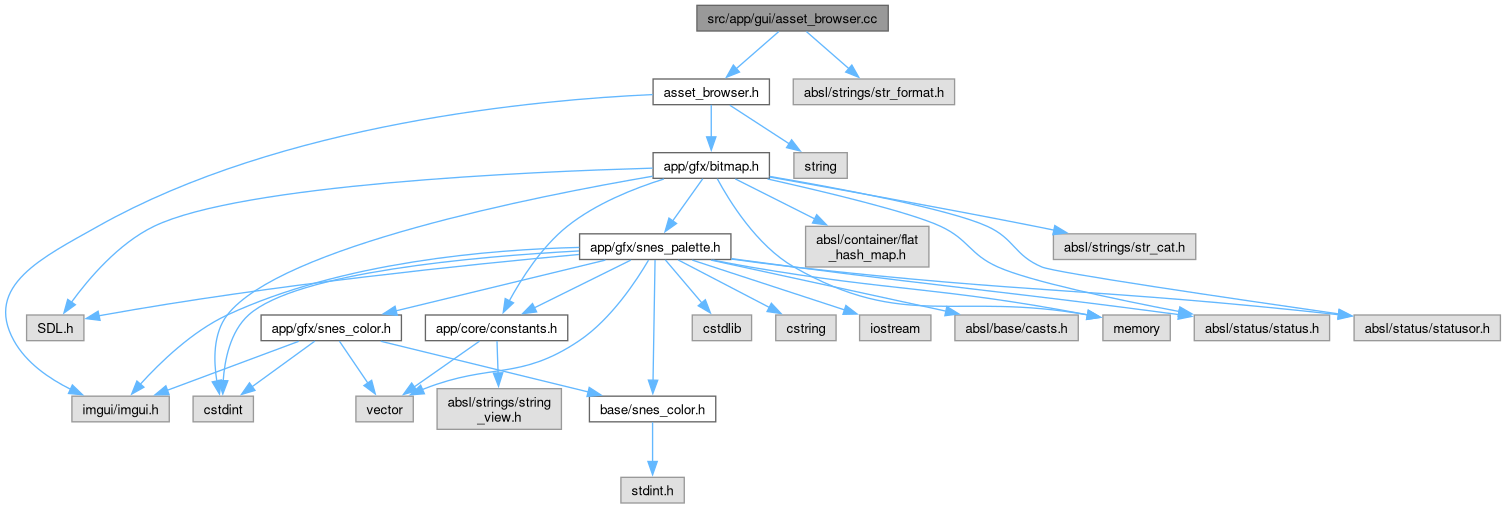 src/app/gui/asset_browser.cc
asset_browser.h
absl/strings/str_format.h
app/gfx/bitmap.h
string
app/gfx/snes_palette.h
absl/container/flat
_hash_map.h
absl/strings/str_cat.h
SDL.h
app/gfx/snes_color.h
app/core/constants.h
cstdlib
cstring
iostream
absl/base/casts.h
memory
absl/status/status.h
absl/status/statusor.h
imgui/imgui.h
cstdint
vector
absl/strings/string
_view.h
base/snes_color.h
stdint.h